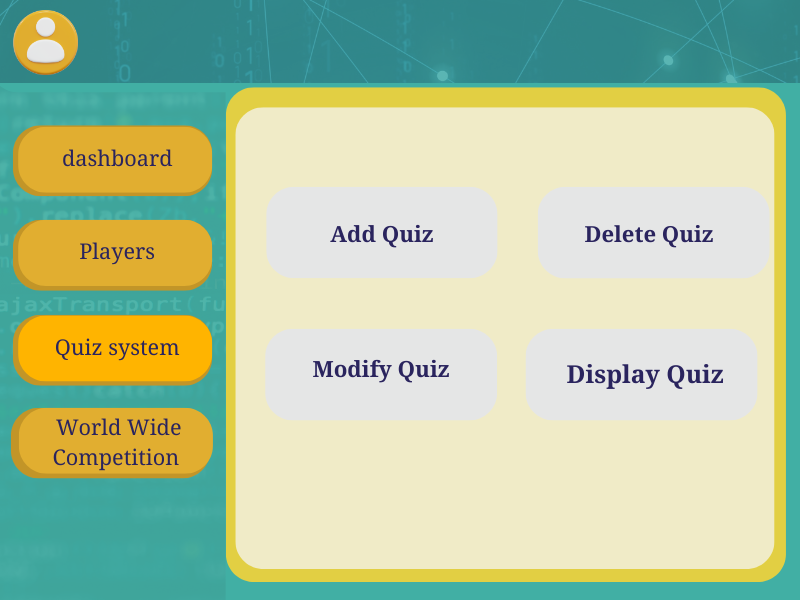 dashboard
Players
Quiz system
World Wide
Competition
Add Quiz
Delete Quiz
Modify Quiz
Display Quiz